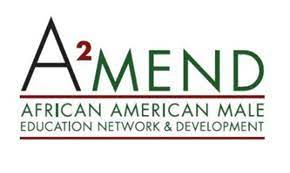 A²MEND
AFRICAN AMERICAN MALE
EDUCATION NETWORK & DEVELOPMENT